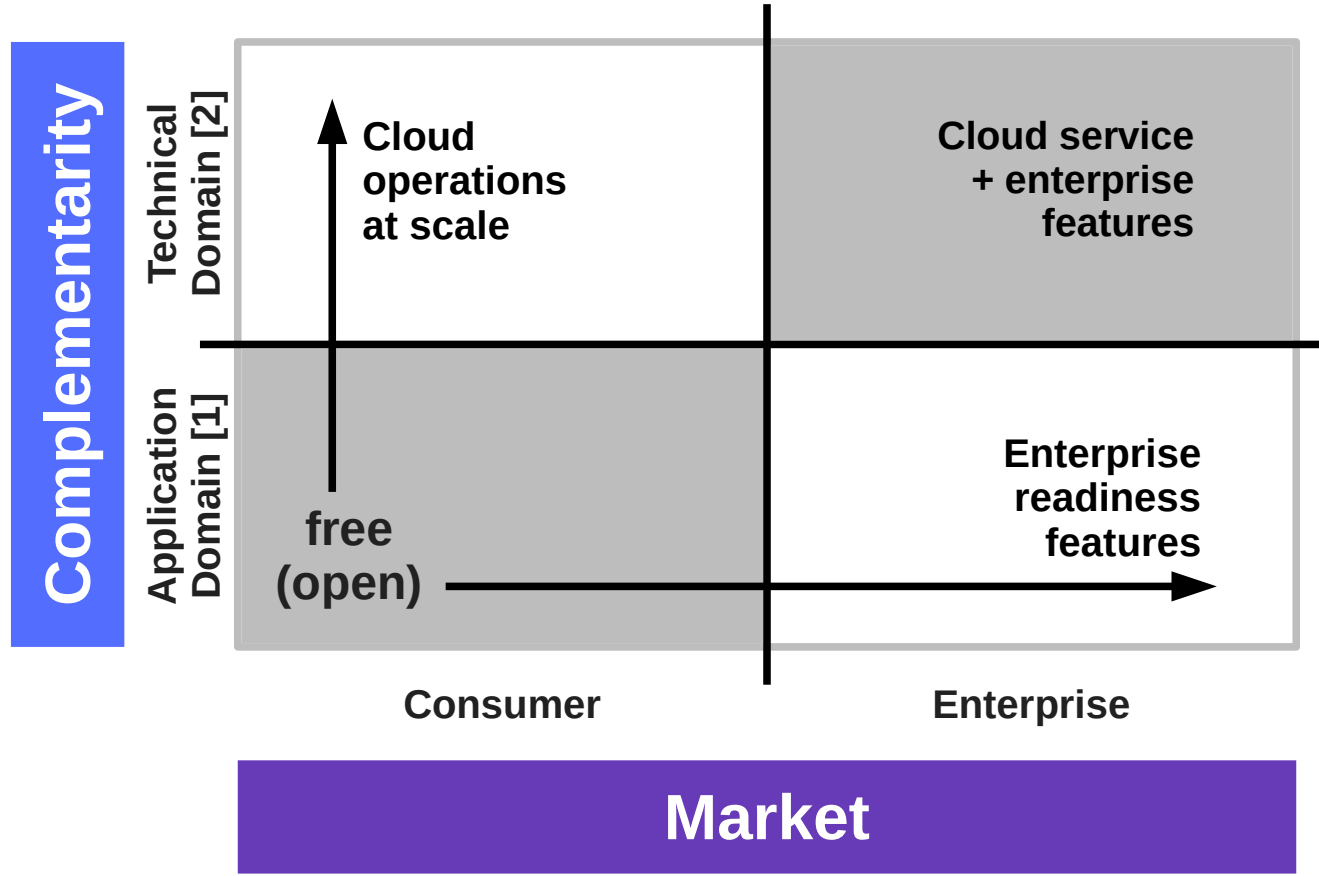 Complementarity
Technical
Domain [2]
Application
Domain [1]
Cloud
operations
at scale
Cloud service
+ enterprise
features
free
(open)
Enterprise
readiness
features
Consumer
Enterprise
Market